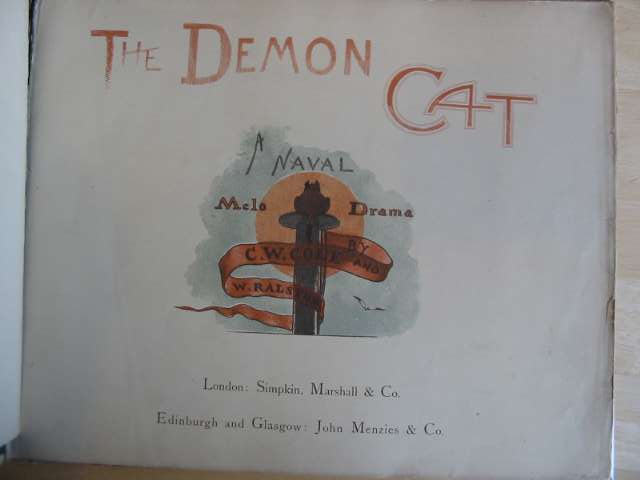 THE DEMON
CAT
A NAVAL
Melo Drama
BY
C.W. COLE AND
W. RALSTON
London: Simpkin, Marshall & Co.
Edinburgh and Glasgow: John Menzies & Co.